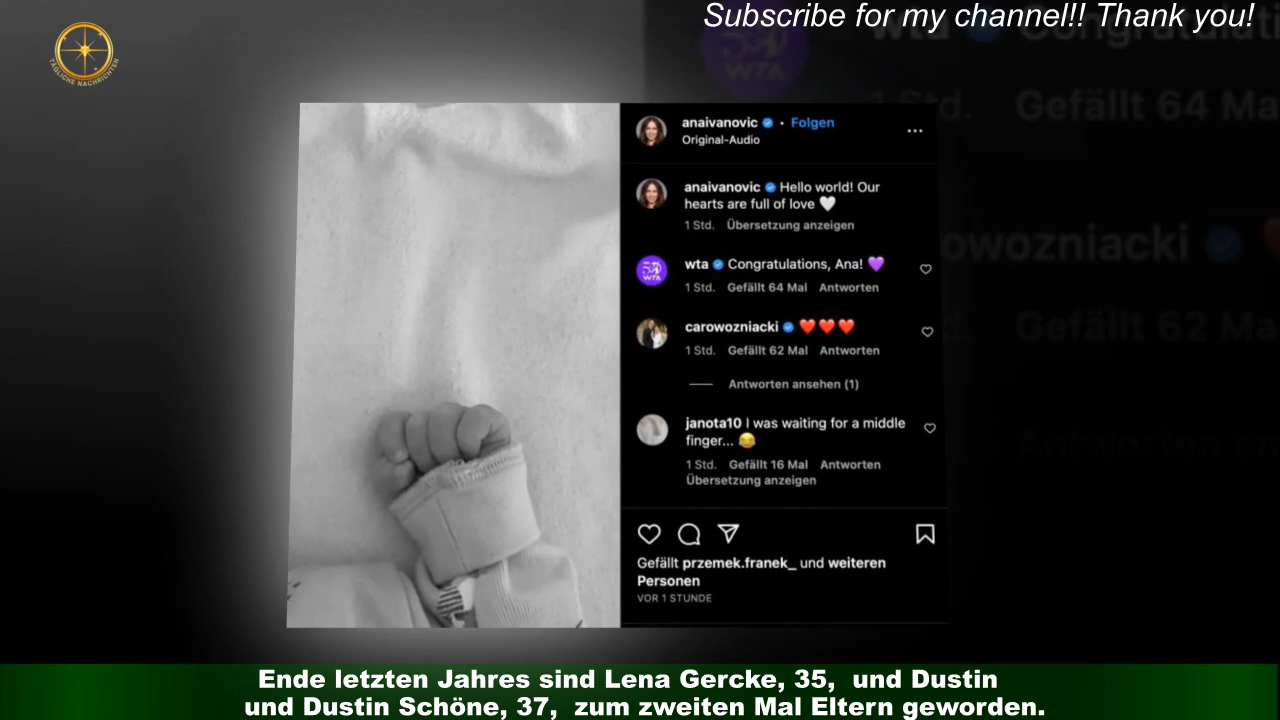 Subscribe for my channel!! Thank you!
TÄGLICHE NACHRICHTEN
anaivanovic • Folgen
Original-Audio
anaivanovic Hello world! Our
hearts are full of love 🤍
1 Std. Übersetzung anzeigen
wta Congratulations, Ana! 💜
1 Std. Gefällt 64 Mal Antworten
carowozniacki ❤️❤️❤️
1 Std. Gefällt 62 Mal Antworten
Antworten ansehen (1)
janota10 I was waiting for a middle
finger... 😂
1 Std. Gefällt 16 Mal Antworten
Übersetzung anzeigen
Gefällt przemek.franek_ und weiteren
Personen
VOR 1 STUNDE
Ende letzten Jahres sind Lena Gercke, 35, und Dustin
und Dustin Schöne, 37, zum zweiten Mal Eltern geworden.